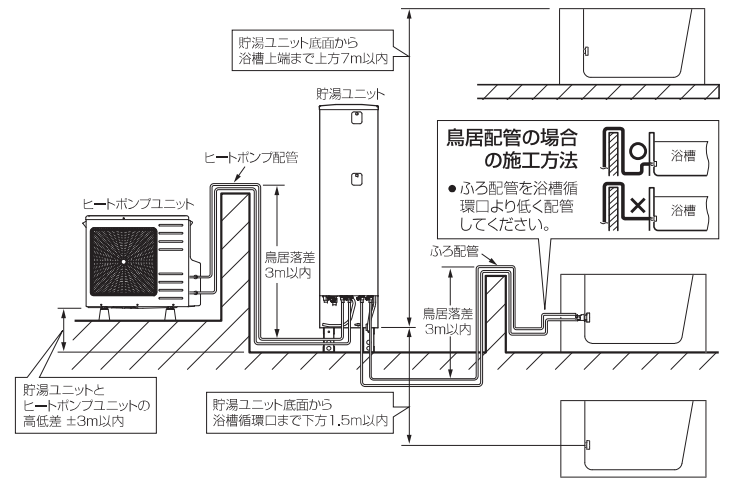 貯湯ユニット底面から
浴槽上端まで上方7m以内
貯湯ユニット
ヒートポンプ配管
ヒートポンプユニット
鳥居落差
3m以内
鳥居配管の場合
の施工方法
● ふろ配管を浴槽循
環口より低く配管
してください。
浴槽
浴槽
ふろ配管
鳥居落差
3m以内
貯湯ユニットと
ヒートポンプユニットの
高低差 ±3m以内
貯湯ユニット底面から
浴槽循環口まで下方1.5m以内